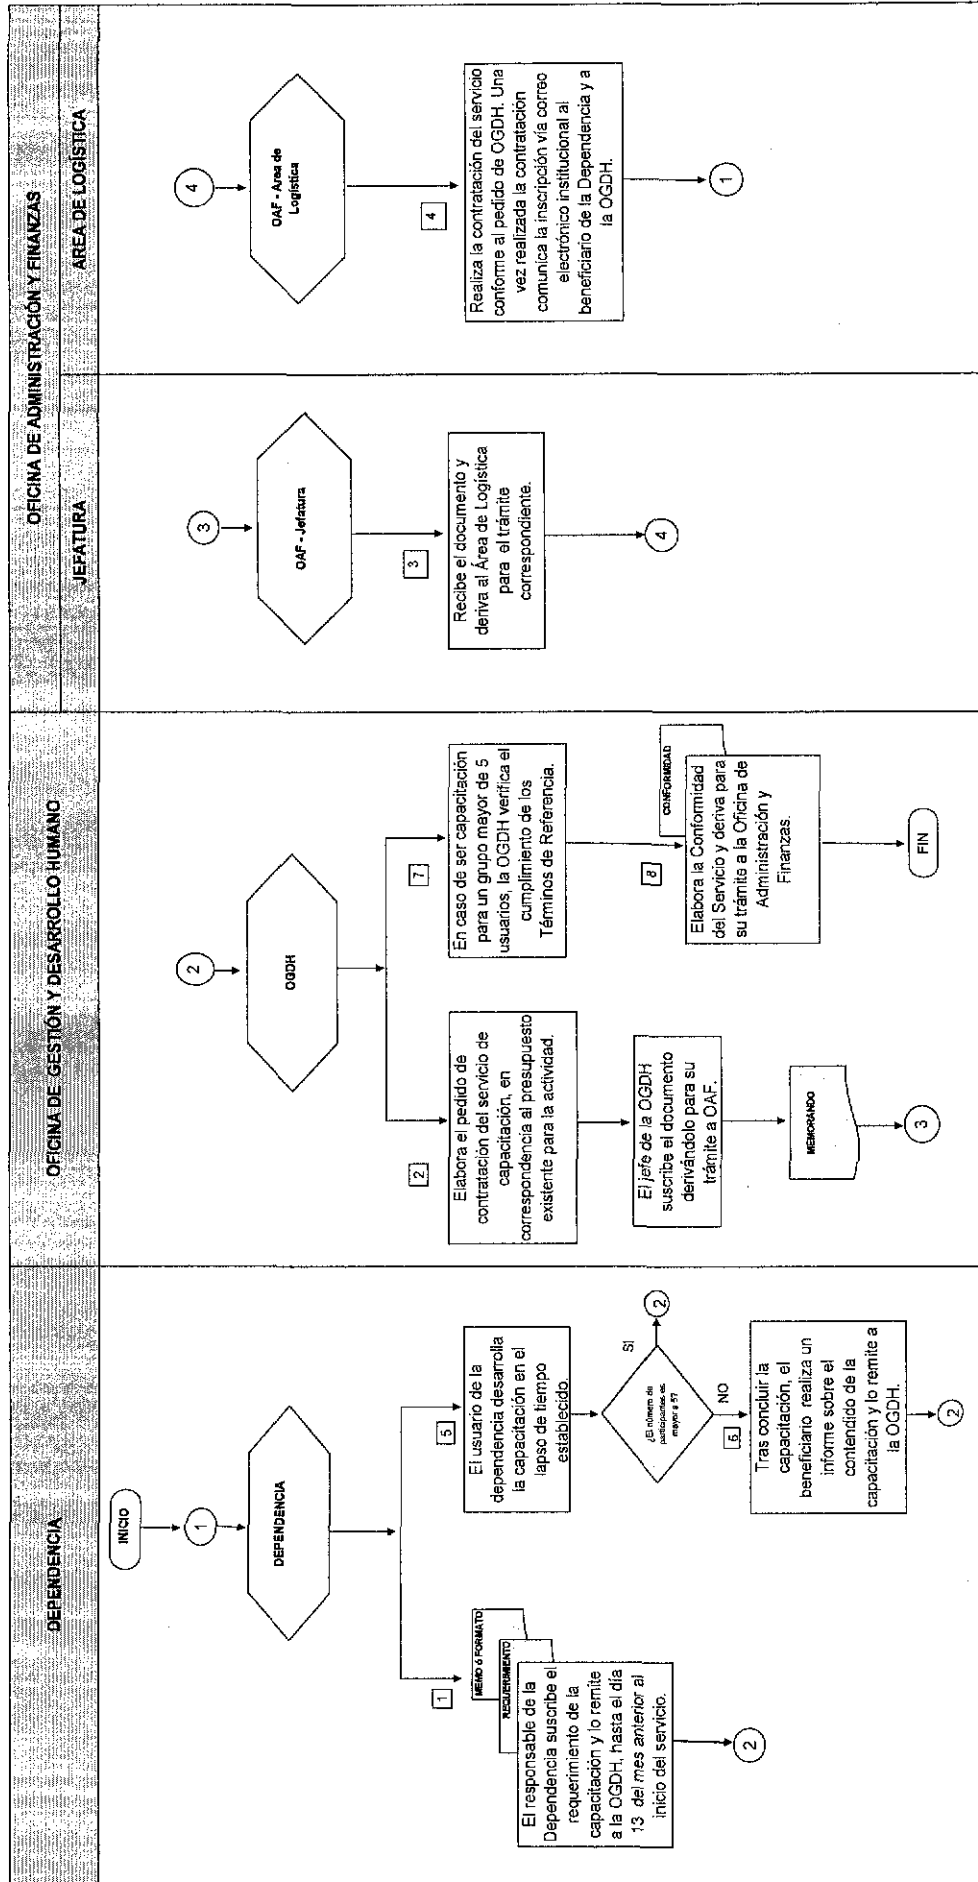 DEPENDENCIA
OFICINA DE GESTIÓN Y DESARROLLO HUMANO
OFICINA DE ADMINISTRACIÓN Y FINANZAS
JEFATURA
ÁREA DE LOGÍSTICA
INICIO
1
DEPENDENCIA
1
MEMO ó FORMATO
REQUERIMIENTO
El responsable de la
Dependencia suscribe el
requerimiento de la
capacitación y lo remite
a la OGDH, hasta el día
13 del mes anterior al
inicio del servicio.
2
5
El usuario de la
dependencia desarrolla
la capacitación en el
lapso de tiempo
establecido.
¿El número de
participantes es
mayor a 5?
SI
2
NO
6
Tras concluir la
capacitación, el
beneficiario realiza un
informe sobre el
contendido de la
capacitación y lo remite a
la OGDH.
2
2
OGDH
2
Elabora el pedido de
contratación del servicio de
capacitación, en
correspondencia al presupuesto
existente para la actividad.
El jefe de la OGDH
suscribe el documento
derivándolo para su
trámite a OAF.
MEMORANDO
3
7
En caso de ser capacitación
para un grupo mayor de 5
usuarios, la OGDH verifica el
cumplimiento de los
Términos de Referencia.
8
CONFORMIDAD
Elabora la Conformidad
del Servicio y deriva para
su trámite a la Oficina de
Administración y
Finanzas.
FIN
3
OAF - Jefatura
3
Recibe el documento y
deriva al Área de Logística
para el trámite
correspondiente.
4
4
OAF - Area de
Logística
4
Realiza la contratación del servicio
conforme al pedido de OGDH. Una
vez realizada la contratación
comunica la inscripción vía correo
electrónico institucional al
beneficiario de la Dependencia y a
la OGDH.
1